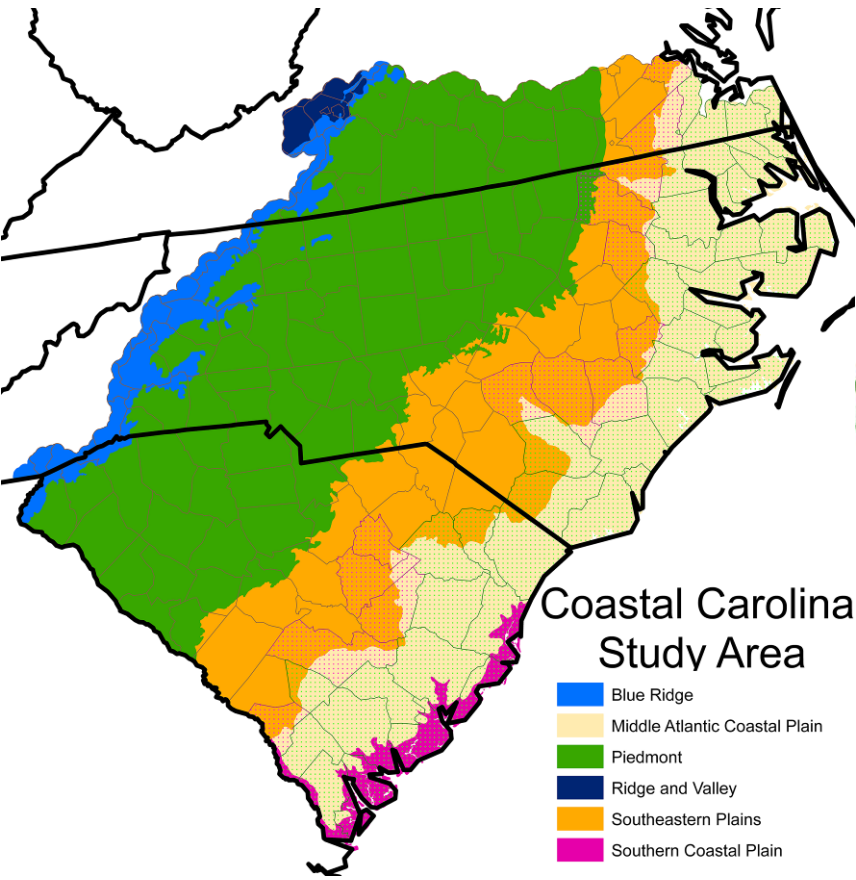 Coastal Carolina
Study Area
Blue Ridge
Middle Atlantic Coastal Plain
Piedmont
Ridge and Valley
Southeastern Plains
Southern Coastal Plain